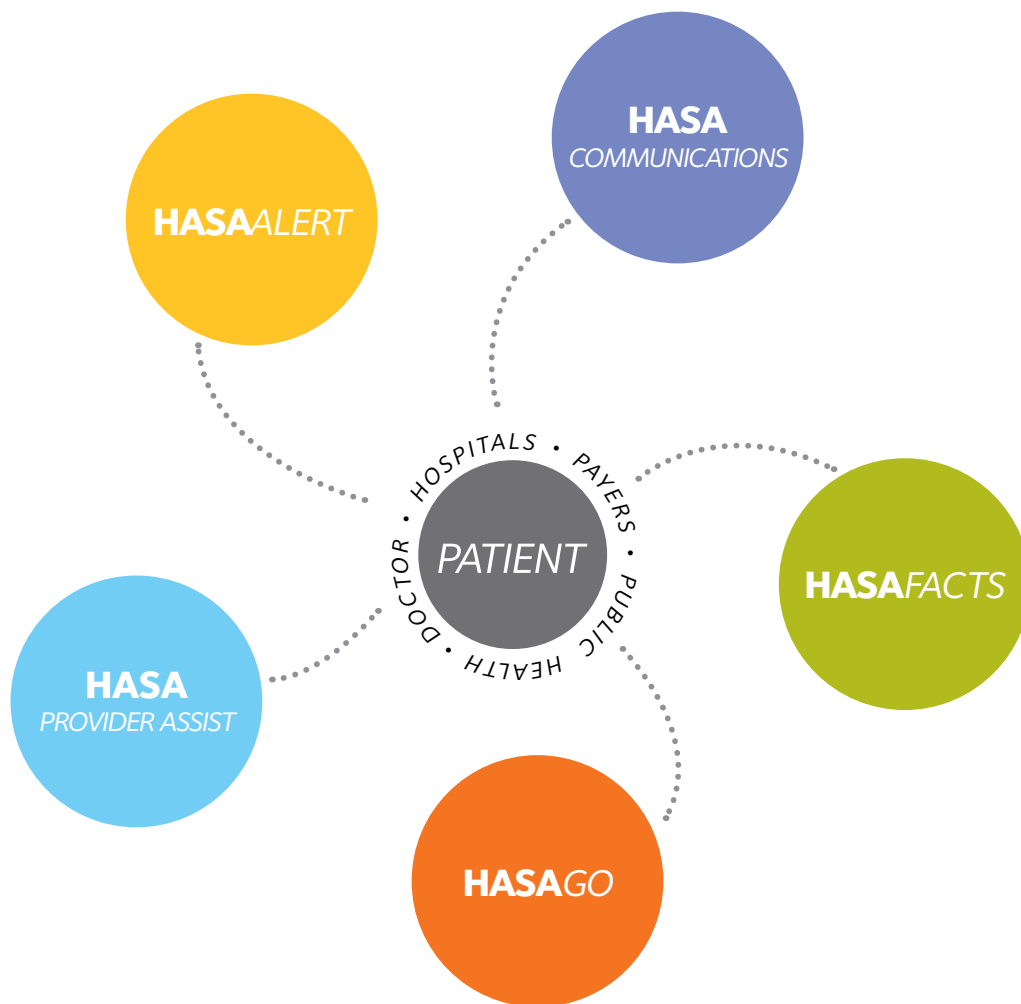 HASA
COMMUNICATIONS
HASAALERT
HOSPITALS • PAYERS • PUBLIC HEALTH • DOCTOR •
PATIENT
HASAFACTS
HASA
PROVIDER ASSIST
HASAGO